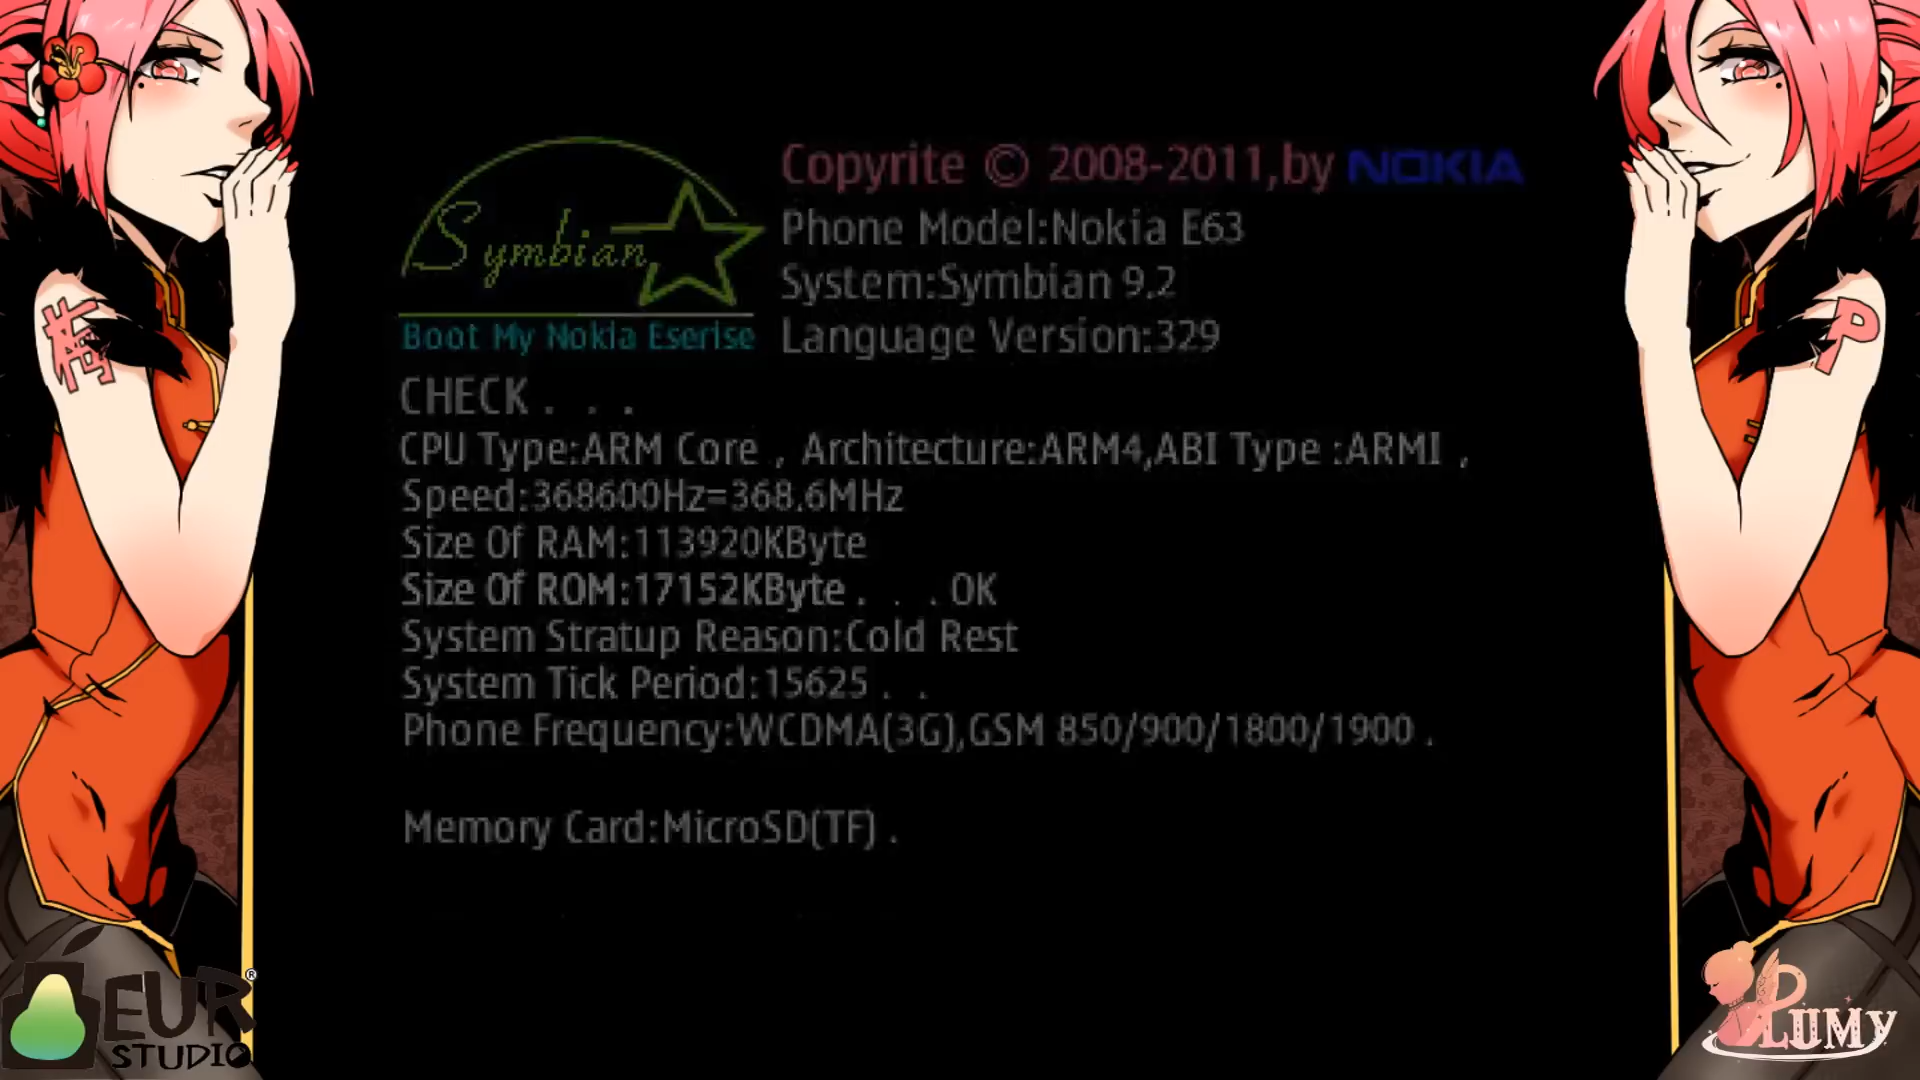 Symbian
Boot My Nokia Eserise
Copyrite © 2008-2011,by NOKIA
Phone Model:Nokia E63
System:Symbian 9.2
Language Version:329
CHECK . . .
CPU Type:ARM Core , Architecture:ARM4,ABI Type :ARMI ,
Speed:368600Hz=368.6MHz
Size Of RAM:113920KByte
Size Of ROM:17152KByte . . . OK
System Stratup Reason:Cold Rest
System Tick Period:15625 . .
Phone Frequency:WCDMA(3G),GSM 850/900/1800/1900 .
Memory Card:MicroSD(TF) .
梅
P
EUR®
STUDIO
PLUMy